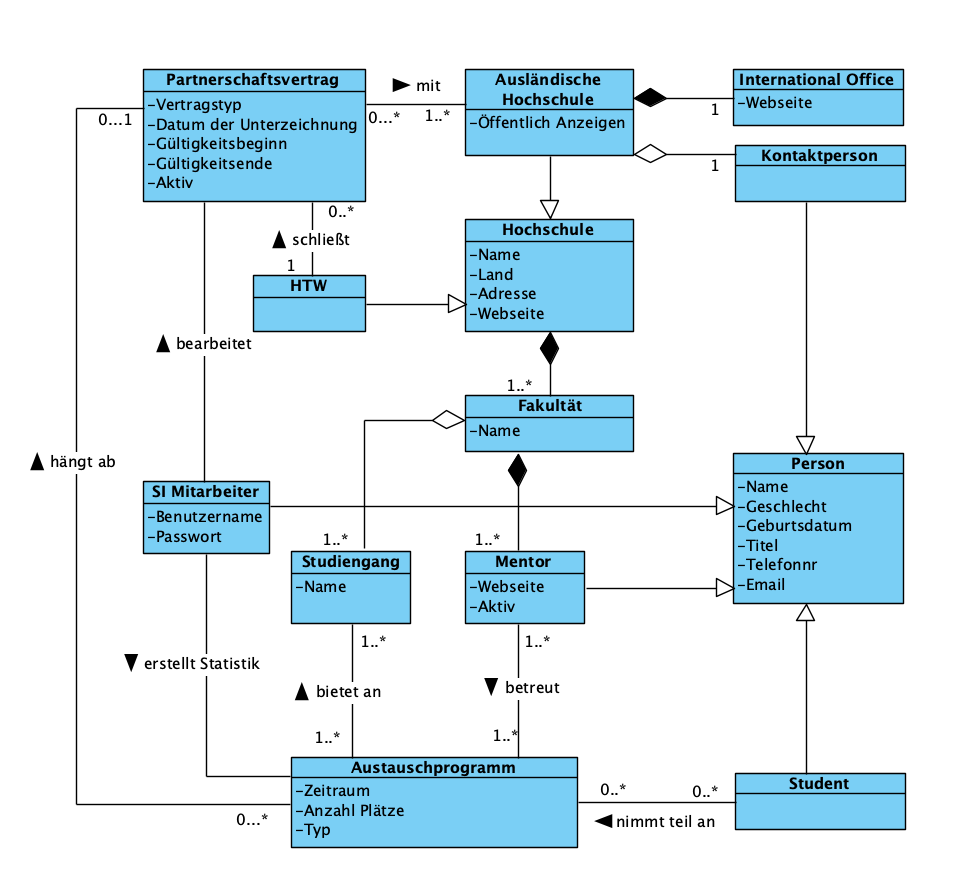 Partnerschaftsvertrag
-Vertragstyp
-Datum der Unterzeichnung
-Gültigkeitsbeginn
-Gültigkeitsende
-Aktiv
0...1
▶ mit
0...*
1..*
Ausländische
Hochschule
-Öffentlich Anzeigen
1
International Office
-Webseite
1
Kontaktperson
0..*
▲ schließt
1
HTW
Hochschule
-Name
-Land
-Adresse
-Webseite
▲ bearbeitet
1..*
Fakultät
-Name
▲ hängt ab
SI Mitarbeiter
-Benutzername
-Passwort
Person
-Name
-Geschlecht
-Geburtsdatum
-Titel
-Telefonnr
-Email
1..*
Studiengang
-Name
1..*
Mentor
-Webseite
-Aktiv
1..*
1..*
▼ erstellt Statistik
▲ bietet an
▼ betreut
1..*
1..*
Austauschprogramm
-Zeitraum
-Anzahl Plätze
-Typ
0...*
0..*
0..*
◀ nimmt teil an
Student